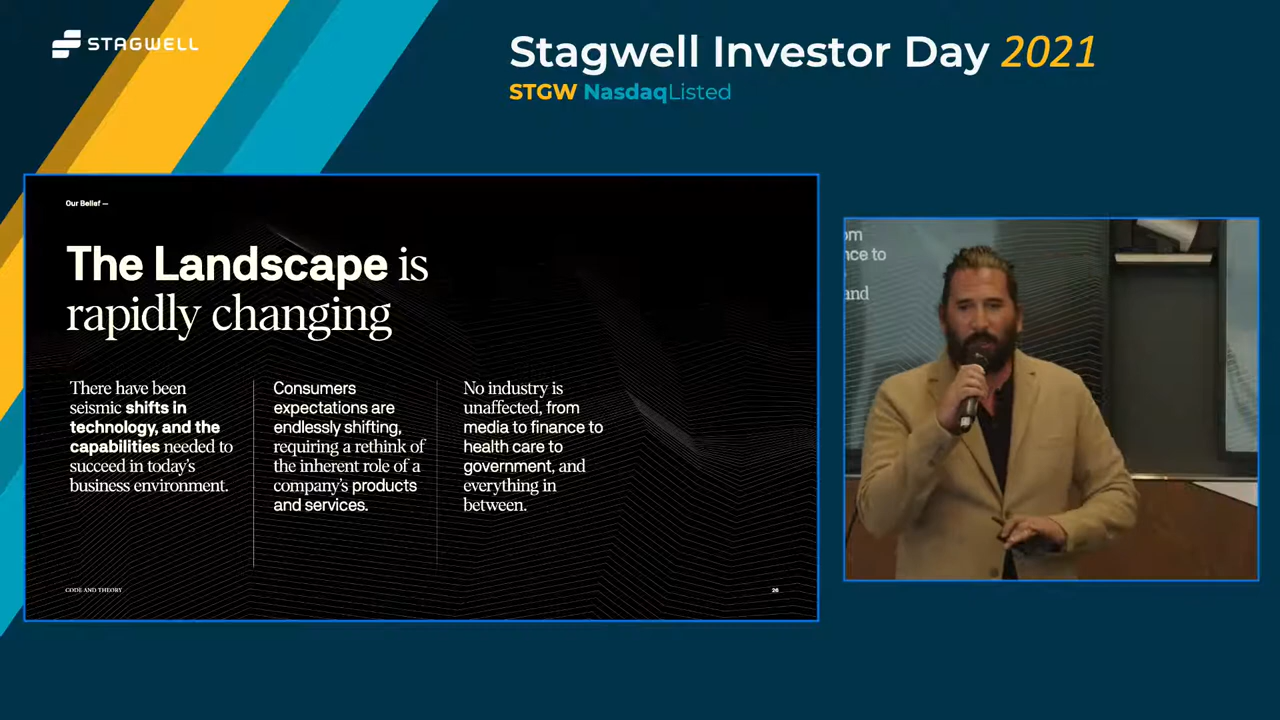 STAGWELL
Stagwell Investor Day 2021
STGW NasdaqListed
Our Belief —
The Landscape is
rapidly changing
There have been
seismic shifts in
technology, and the
capabilities needed to
succeed in today's
business environment.
Consumers
expectations are
endlessly shifting,
requiring a rethink of
the inherent role of a
company's products
and services.
No industry is
unaffected, from
media to finance to
health care to
government, and
everything in
between.
CODE AND THEORY
26
om
nce to
and